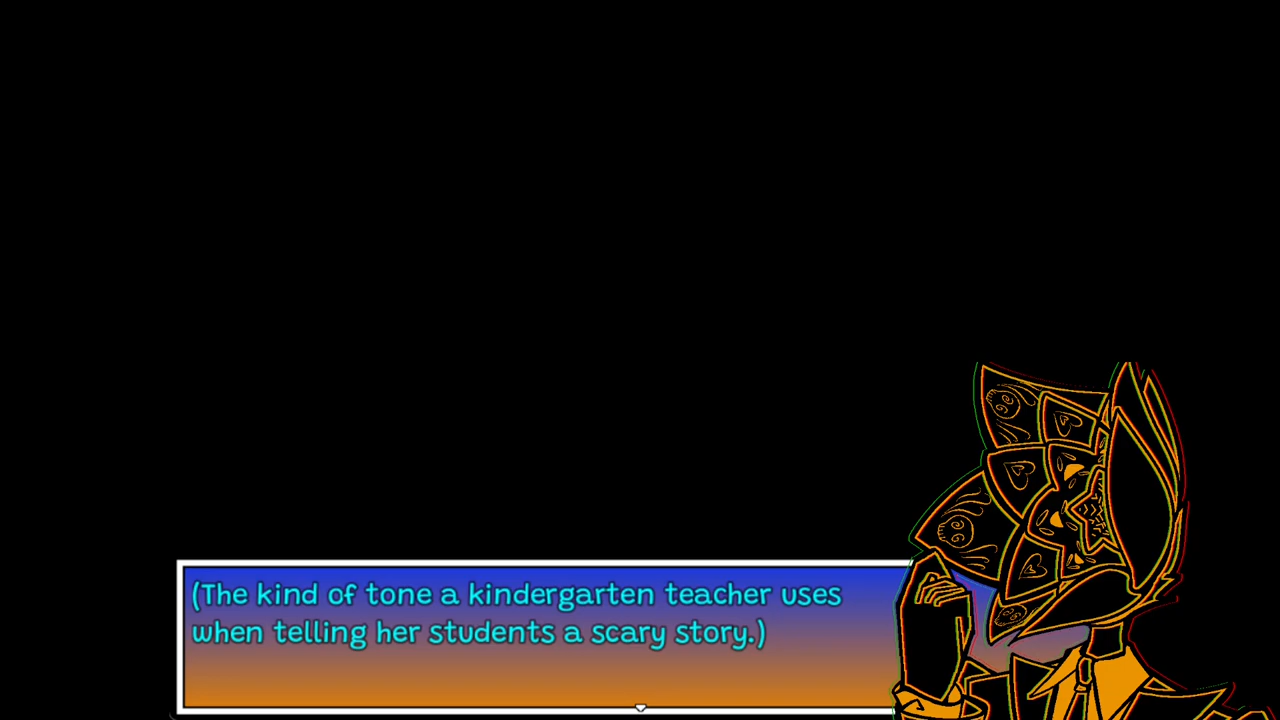 (The kind of tone a kindergarten teacher uses
when telling her students a scary story.)